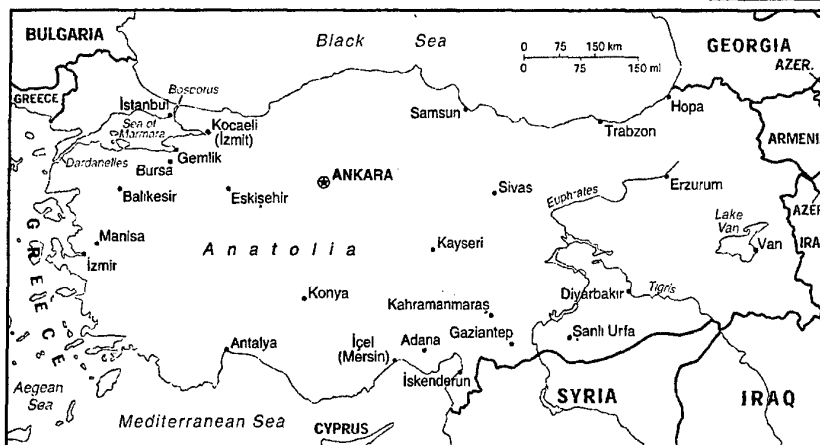 BULGARIA
Black Sea
0 75 150 km
0 75 150 mi
GEORGIA
AZER.
GREECE
Bosporus
İstanbul
Sea of
Marmara
Kocaeli
(İzmit)
Samsun
Hopa
Trabzon
ARMENIA
Dardanelles
Gemlik
Bursa
ANKARA
Balıkesir
Eskişehir
Sivas
Euphrates
Erzurum
AZER
IRAN
Lake
Van
Van
GREECE
Manisa
İzmir
Anatolia
Kayseri
Konya
Diyarbakır
Tigris
Kahramanmaraş
Gaziantep
Şanlı Urfa
Antalya
İçel
(Mersin)
Adana
İskenderun
Aegean
Sea
Mediterranean Sea
CYPRUS
SYRIA
IRAQ